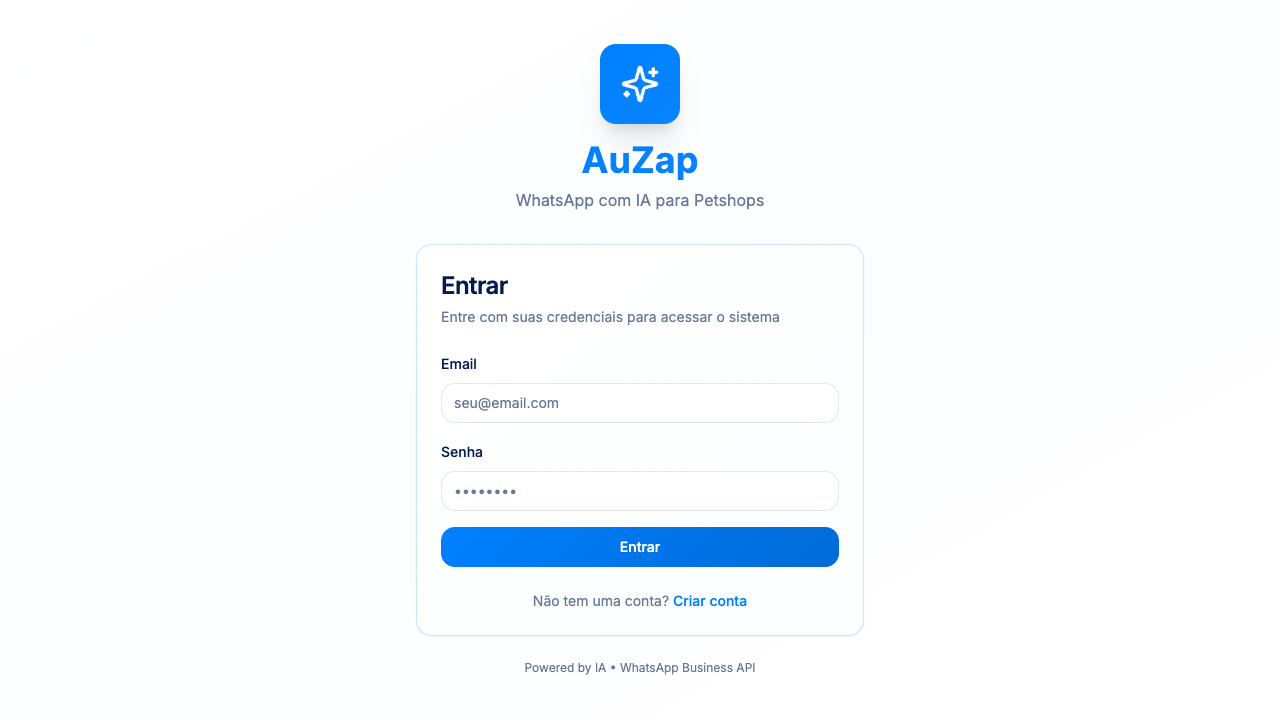 AuZap
WhatsApp com IA para Petshops
Entrar
Entre com suas credenciais para acessar o sistema
Email
seu@email.com
Senha
••••••••
Entrar
Não tem uma conta? Criar conta
Powered by IA • WhatsApp Business API